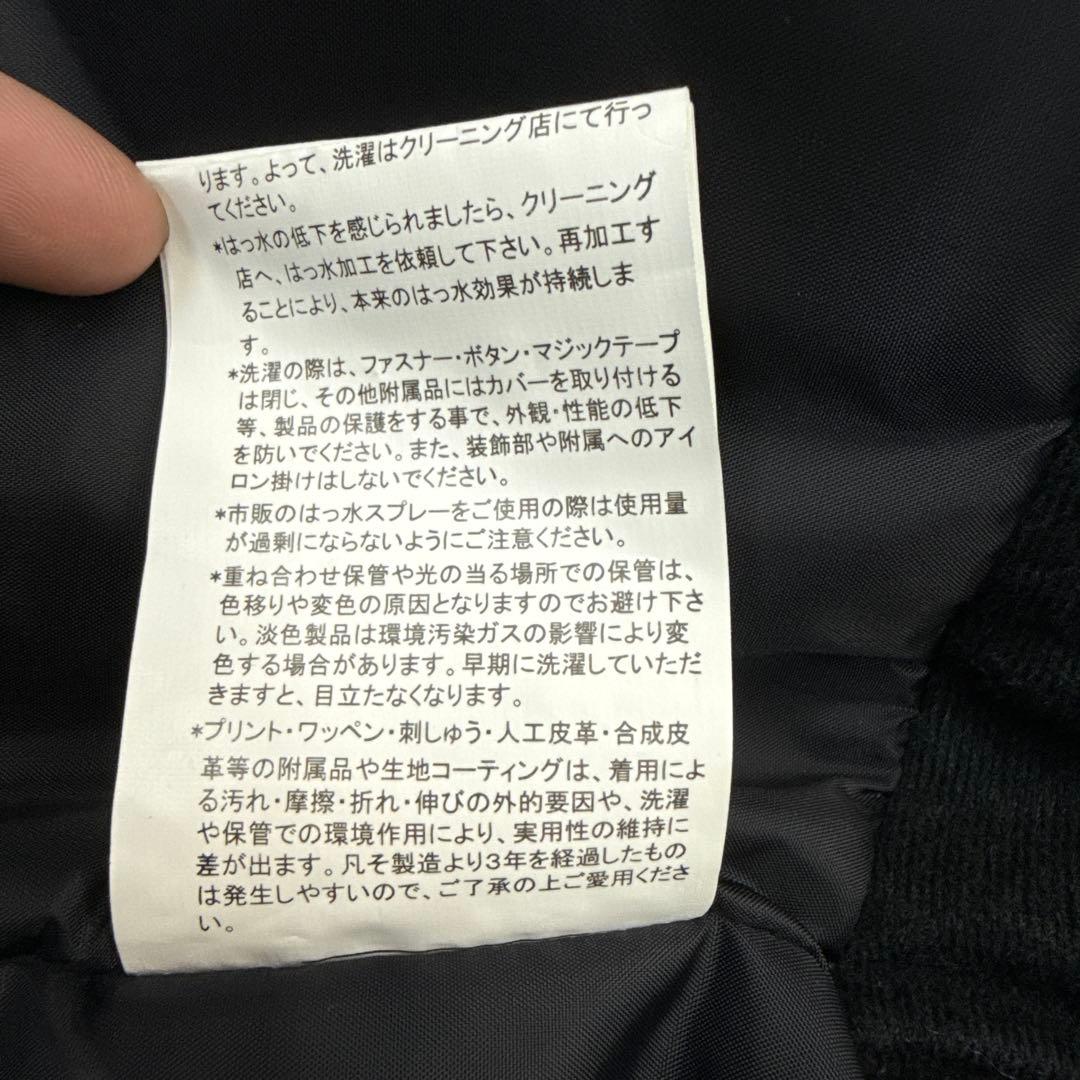 ります。よって、洗濯はクリーニング店にて行っ
てください。
*はっ水の低下を感じられましたら、クリーニング
店へ、はっ水加工を依頼して下さい。再加工す
ることにより、本来のはっ水効果が持続しま
す。
*洗濯の際は、ファスナー・ボタン・マジックテープ
は閉じ、その他附属品にはカバーを取り付ける
等、製品の保護をする事で、外観・性能の低下
を防いでください。また、装飾部や附属へのアイ
ロン掛けはしないでください。
*市販のはっ水スプレーをご使用の際は使用量
が過剰にならないようにご注意ください。
*重ね合わせ保管や光の当る場所での保管は、
色移りや変色の原因となりますのでお避け下さ
い。淡色製品は環境汚染ガスの影響により変
色する場合があります。早期に洗濯していただ
きますと、目立たなくなります。
*プリント・ワッペン・刺しゅう・人工皮革・合成皮
革等の附属品や生地コーティングは、着用によ
る汚れ・摩擦・折れ・伸びの外的要因や、洗濯
や保管での環境作用により、実用性の維持に
差が出ます。凡そ製造より3年を経過したもの
は発生しやすいので、ご了承の上ご愛用くださ
い。